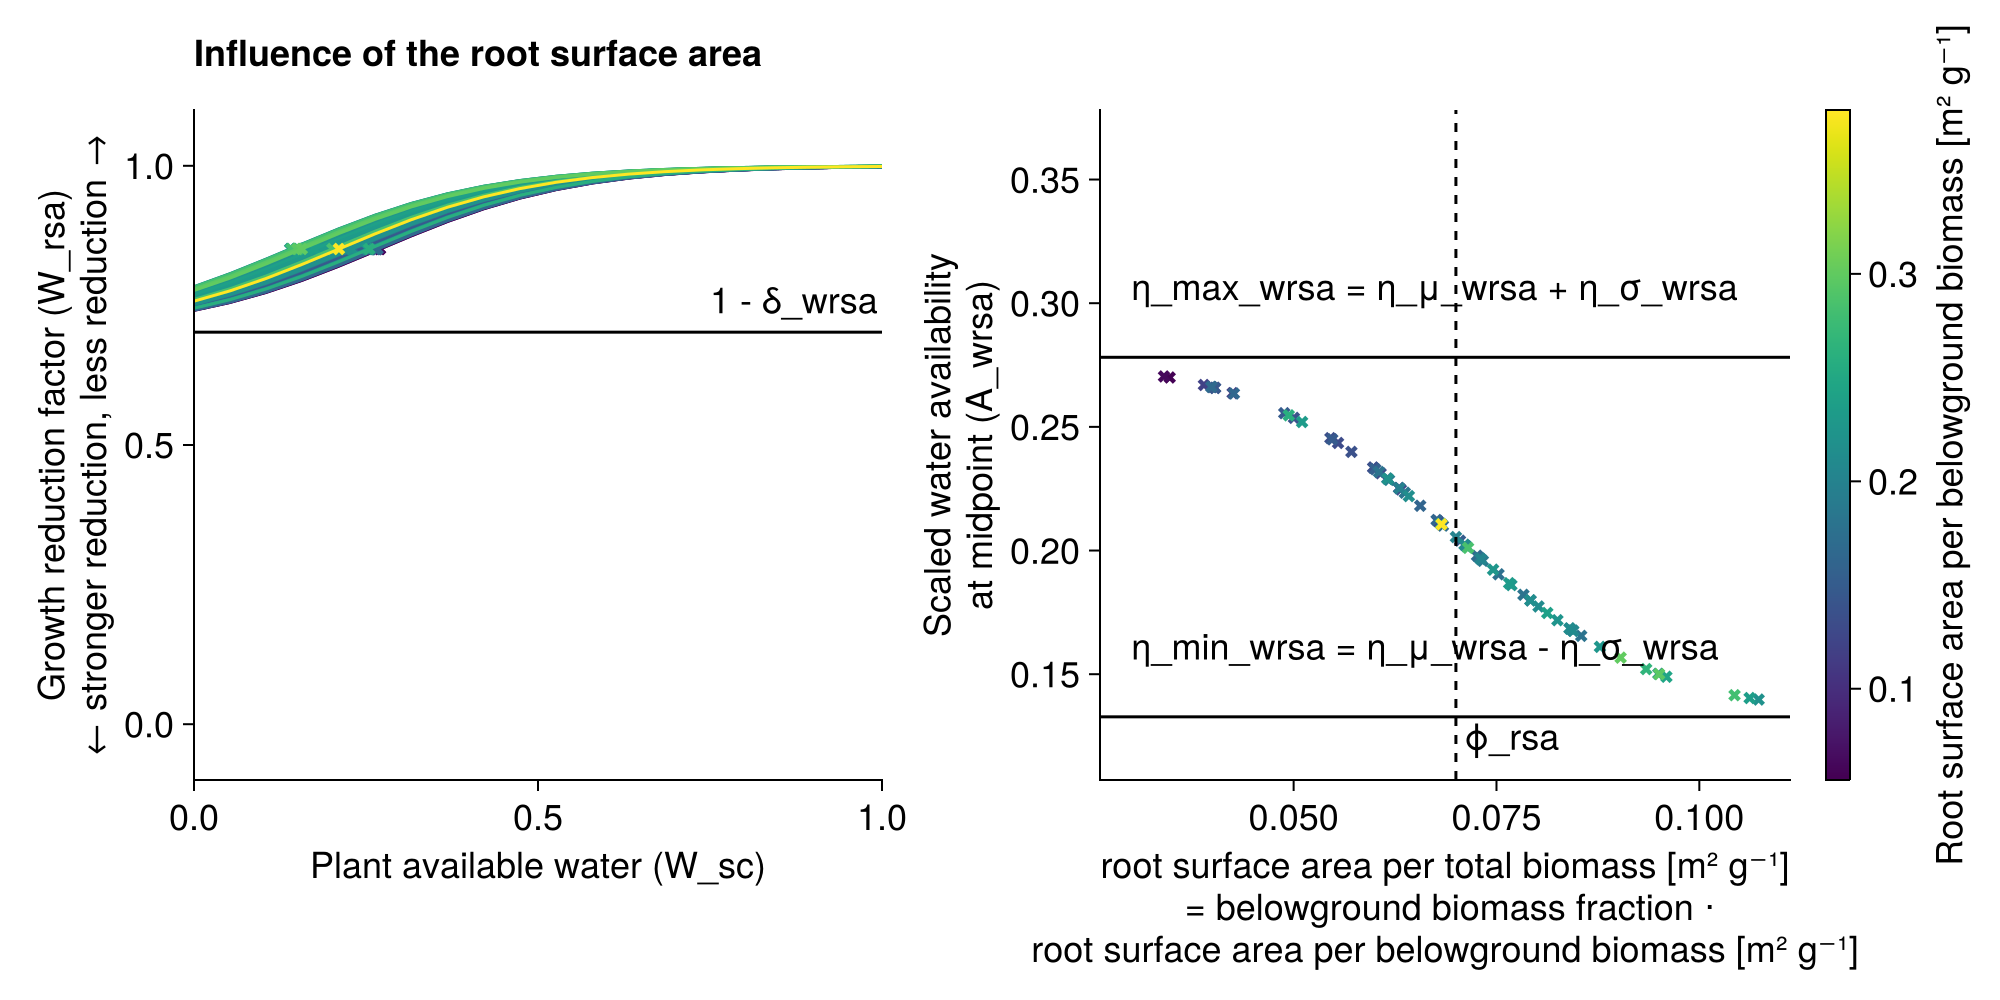 Influence of the root surface area
Growth reduction factor (W_rsa)
← stronger reduction, less reduction →
1.0
0.5
0.0
1 - δ_wrsa
0.0
0.5
1.0
Plant available water (W_sc)
Scaled water availability
at midpoint (A_wrsa)
0.35
0.30
0.25
0.20
0.15
η_max_wrsa = η_μ_wrsa + η_σ_wrsa
η_min_wrsa = η_μ_wrsa - η_σ_wrsa
ϕ_rsa
0.050
0.075
0.100
root surface area per total biomass [m² g⁻¹]
= belowground biomass fraction ⋅
root surface area per belowground biomass [m² g⁻¹]
0.3
0.2
0.1
Root surface area per belowground biomass [m² g⁻¹]